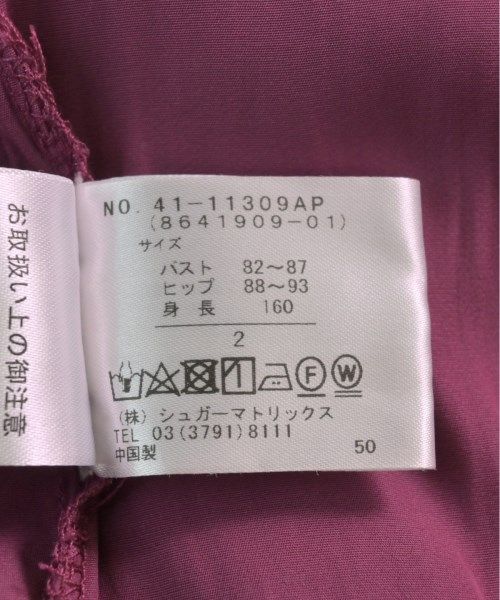 NO. 41-11309AP
(8641909-01)
サイズ
バスト 82～87
ヒップ 88～93
身長 160
2
F W
(株) シュガーマトリックス
TEL 03(3791)8111
中国製 50
お取扱い上の御注意